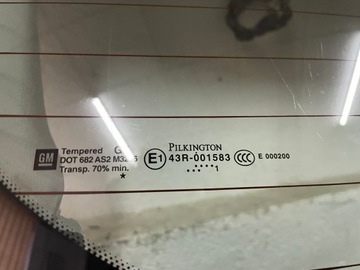 GM
Tempered
DOT 682 AS2
Transp. 70% min.
*
E1
PILKINGTON
43R-001583
..... 1
CCC
E 000200